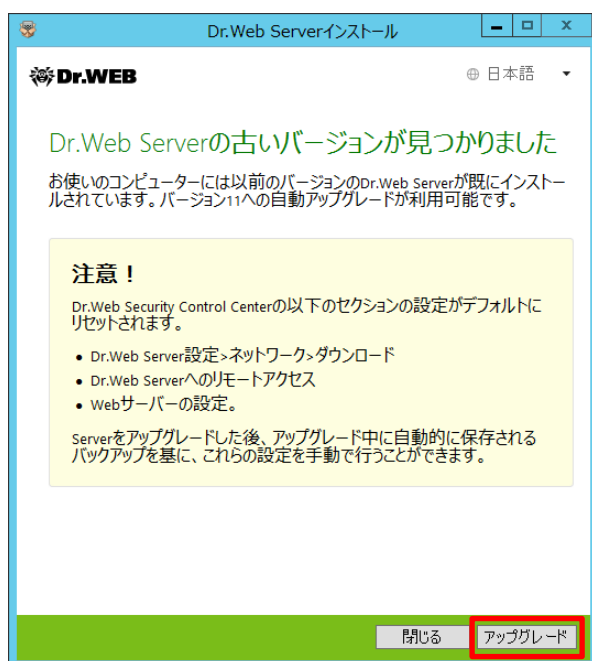 Dr.Web Serverインストール
Dr.WEB
日本語
Dr.Web Serverの古いバージョンが見つかりました
お使いのコンピューターには以前のバージョンのDr.Web Serverが既にインストー
ルされています。バージョン11への自動アップグレードが利用可能です。
注意！
Dr.Web Security Control Centerの以下のセクションの設定がデフォルトに
リセットされます。
• Dr.Web Server設定>ネットワーク>ダウンロード
• Dr.Web Serverへのリモートアクセス
• Webサーバーの設定。
Serverをアップグレードした後、アップグレード中に自動的に保存される
バックアップを基に、これらの設定を手動で行うことができます。
閉じる アップグレード